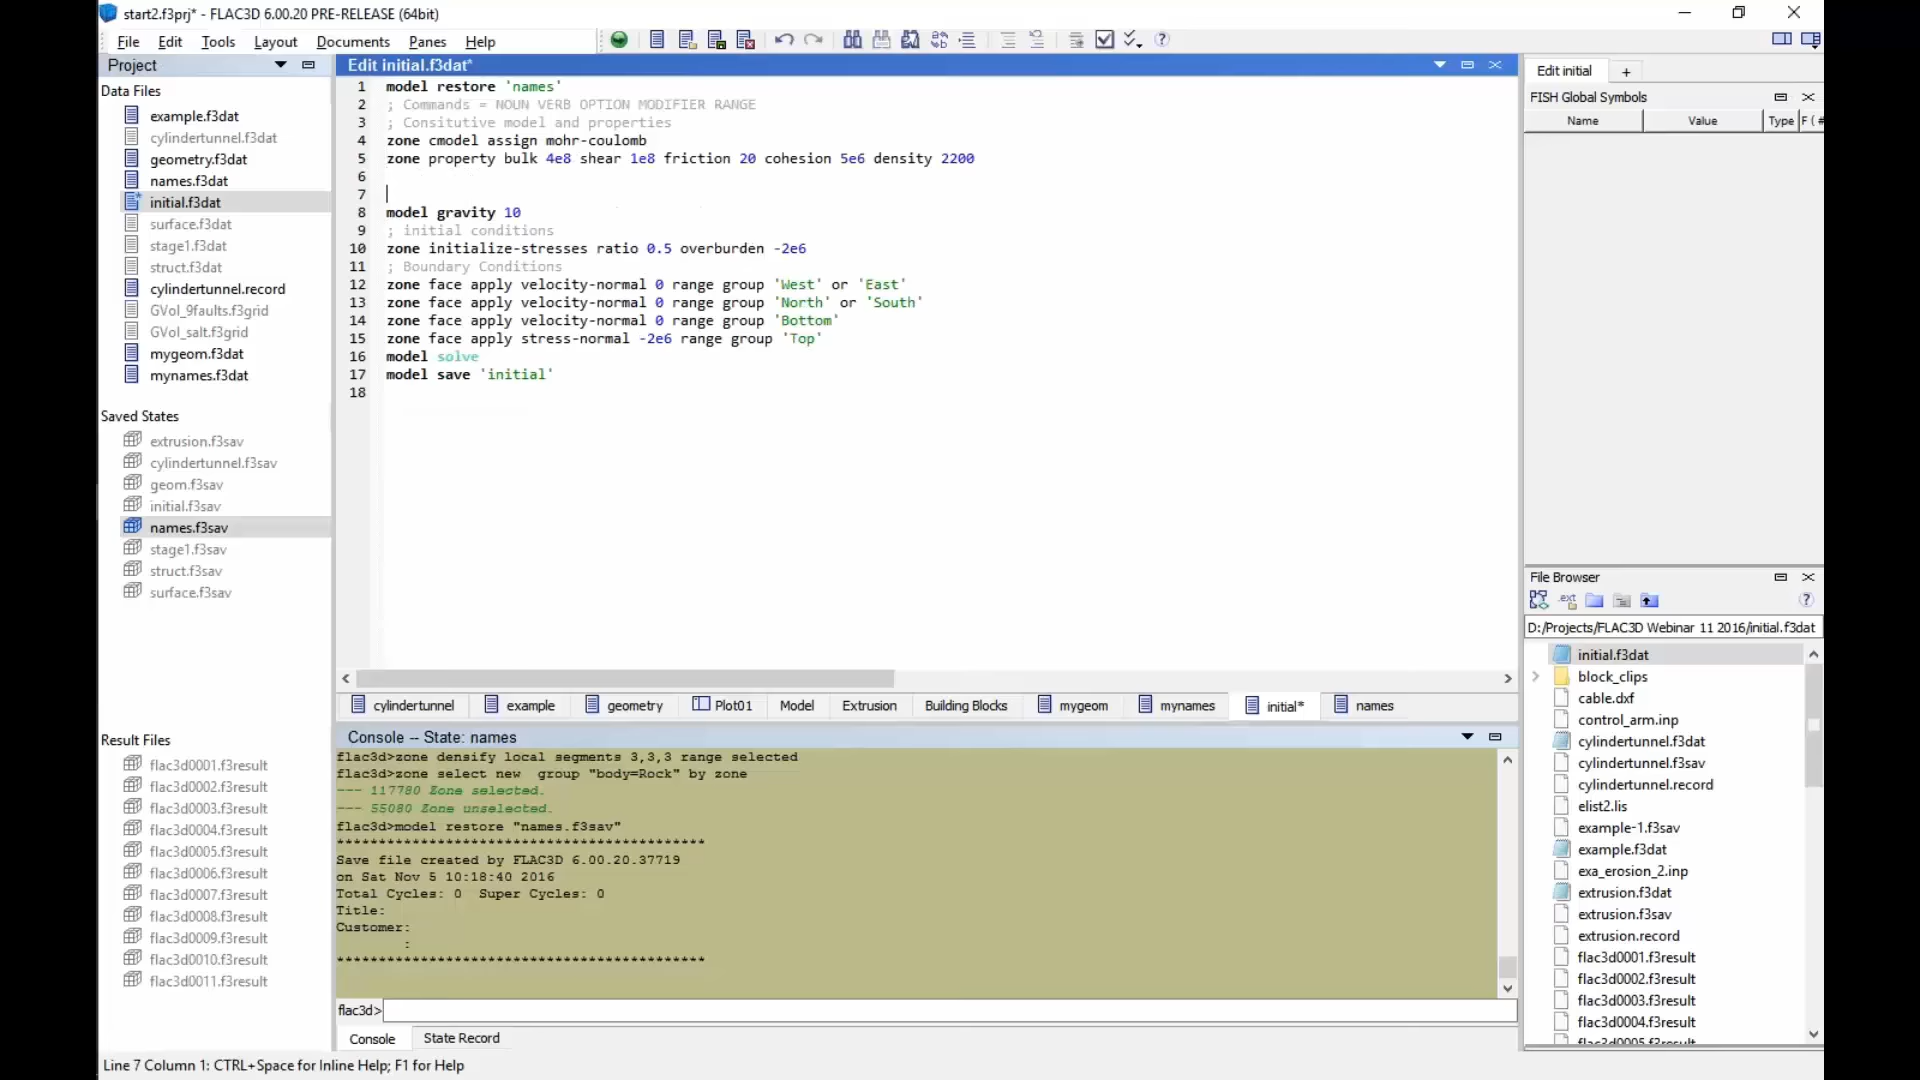 start2.f3prj* - FLAC3D 6.00.20 PRE-RELEASE (64bit)
File Edit Tools Layout Documents Panes Help
Project
Data Files
example.f3dat
cylindertunnel.f3dat
geometry.f3dat
names.f3dat
initial.f3dat
surface.f3dat
stage1.f3dat
struct.f3dat
cylindertunnel.record
GVol_9faults.f3grid
GVol_salt.f3grid
mygeom.f3dat
mynames.f3dat
Saved States
extrusion.f3sav
cylindertunnel.f3sav
geom.f3sav
initial.f3sav
names.f3sav
stage1.f3sav
struct.f3sav
surface.f3sav
Result Files
flac3d0001.f3result
flac3d0002.f3result
flac3d0003.f3result
flac3d0004.f3result
flac3d0005.f3result
flac3d0006.f3result
flac3d0007.f3result
flac3d0008.f3result
flac3d0009.f3result
flac3d0010.f3result
flac3d0011.f3result
Edit initial.f3dat*
1 model restore 'names'
2 ; Commands = NOUN VERB OPTION MODIFIER RANGE
3 ; Consitutive model and properties
4 zone cmodel assign mohr-coulomb
5 zone property bulk 4e8 shear 1e8 friction 20 cohesion 5e6 density 2200
6
7
8 model gravity 10
9 ; initial conditions
10 zone initialize-stresses ratio 0.5 overburden -2e6
11 ; Boundary Conditions
12 zone face apply velocity-normal 0 range group 'West' or 'East'
13 zone face apply velocity-normal 0 range group 'North' or 'South'
14 zone face apply velocity-normal 0 range group 'Bottom'
15 zone face apply stress-normal -2e6 range group 'Top'
16 model solve
17 model save 'initial'
18
cylindertunnel example geometry Plot01 Model Extrusion Building Blocks mygeom mynames initial* names
Console -- State: names
flac3d>zone densify local segments 3,3,3 range selected
flac3d>zone select new  group "body=Rock" by zone
--- 117780 Zone selected.
--- 55080 Zone unselected.
flac3d>model restore "names.f3sav"
********************************************
Save file created by FLAC3D 6.00.20.37719
on Sat Nov 5 10:18:40 2016
Total Cycles: 0  Super Cycles: 0
Title:
Customer:
:
********************************************
flac3d>
Console State Record
Line 7 Column 1: CTRL+Space for Inline Help; F1 for Help
Edit initial +
FISH Global Symbols
Name Value Type F ( #
File Browser
.ext
D:/Projects/FLAC3D Webinar 11 2016/initial.f3dat
initial.f3dat
block_clips
cable.dxf
control_arm.inp
cylindertunnel.f3dat
cylindertunnel.f3sav
cylindertunnel.record
elist2.lis
example-1.f3sav
example.f3dat
exa_erosion_2.inp
extrusion.f3dat
extrusion.f3sav
extrusion.record
flac3d0001.f3result
flac3d0002.f3result
flac3d0003.f3result
flac3d0004.f3result
flac3d0005.f3result